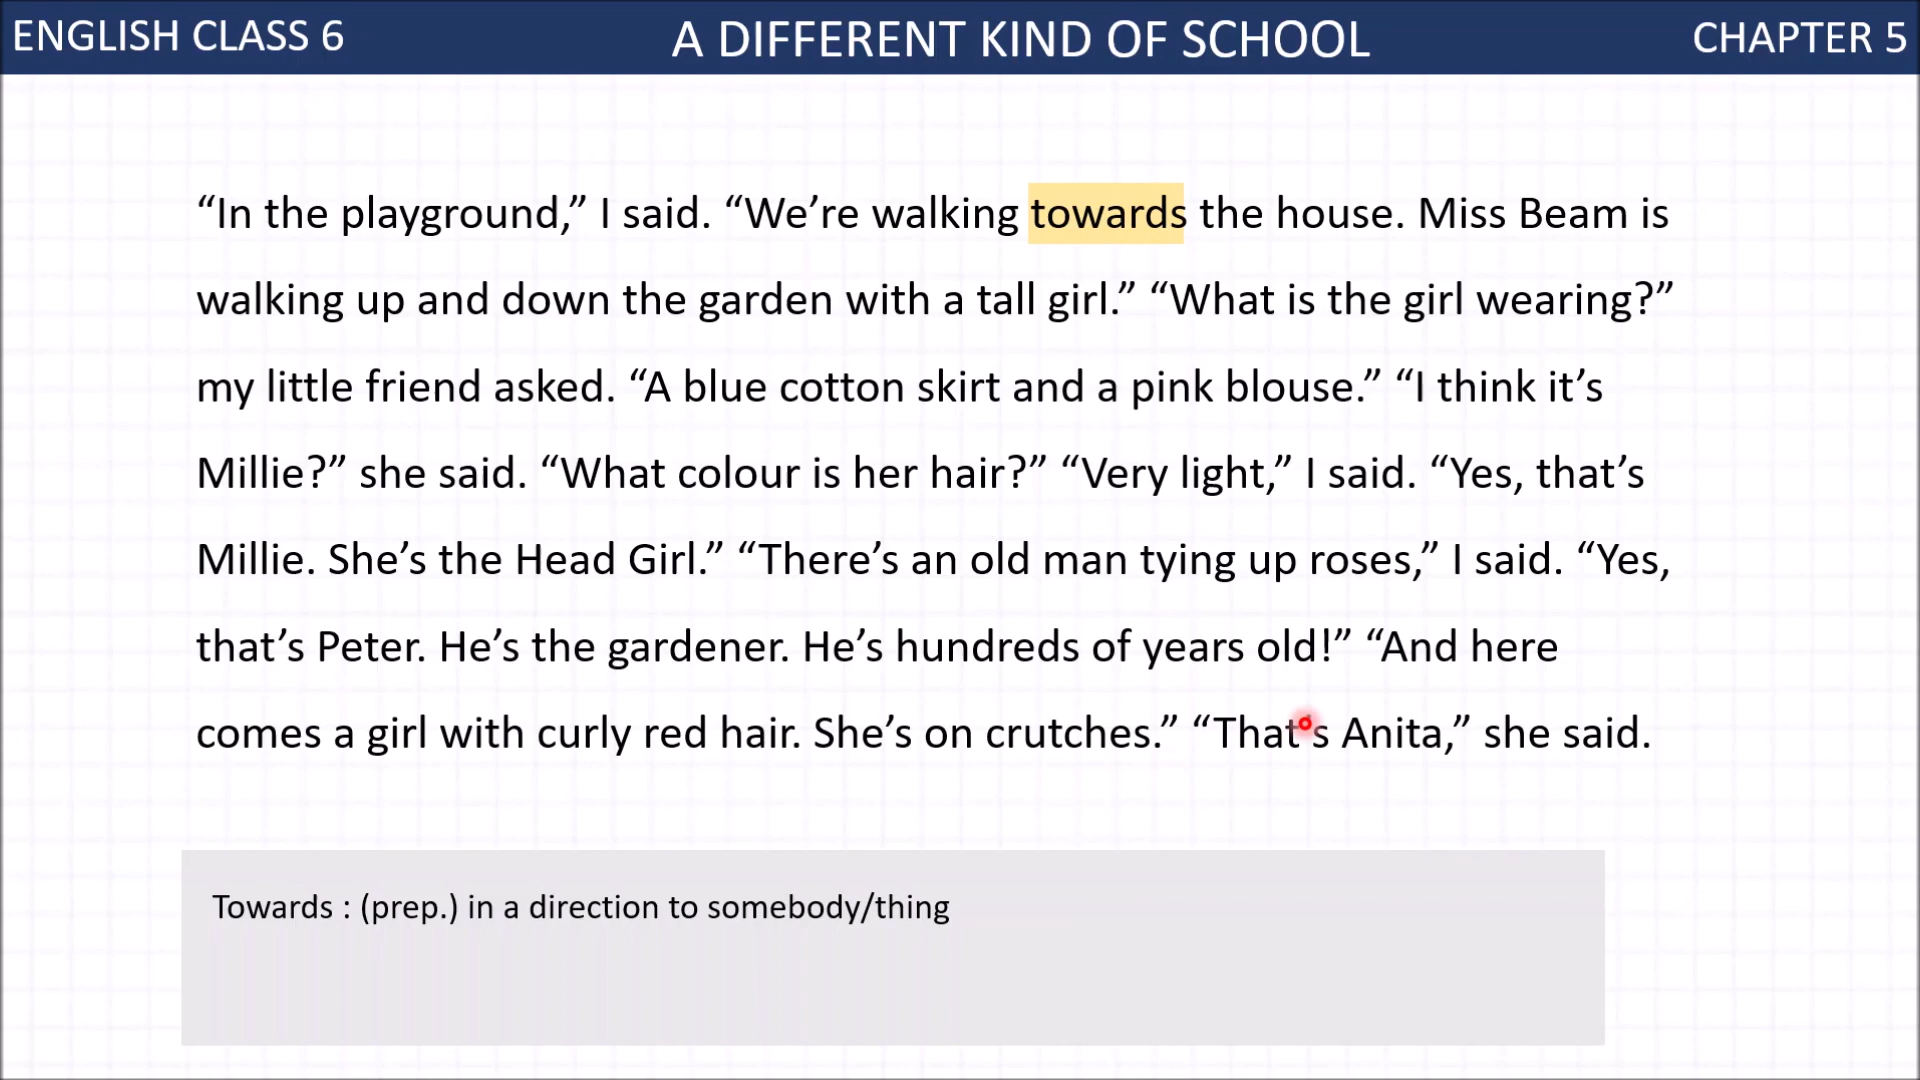 ENGLISH CLASS 6
A DIFFERENT KIND OF SCHOOL
CHAPTER 5
“In the playground,” I said. “We’re walking towards the house. Miss Beam is
walking up and down the garden with a tall girl.” “What is the girl wearing?”
my little friend asked. “A blue cotton skirt and a pink blouse.” “I think it’s
Millie?” she said. “What colour is her hair?” “Very light,” I said. “Yes, that’s
Millie. She’s the Head Girl.” “There’s an old man tying up roses,” I said. “Yes,
that’s Peter. He’s the gardener. He’s hundreds of years old!” “And here
comes a girl with curly red hair. She’s on crutches.” “That’s Anita,” she said.
Towards : (prep.) in a direction to somebody/thing